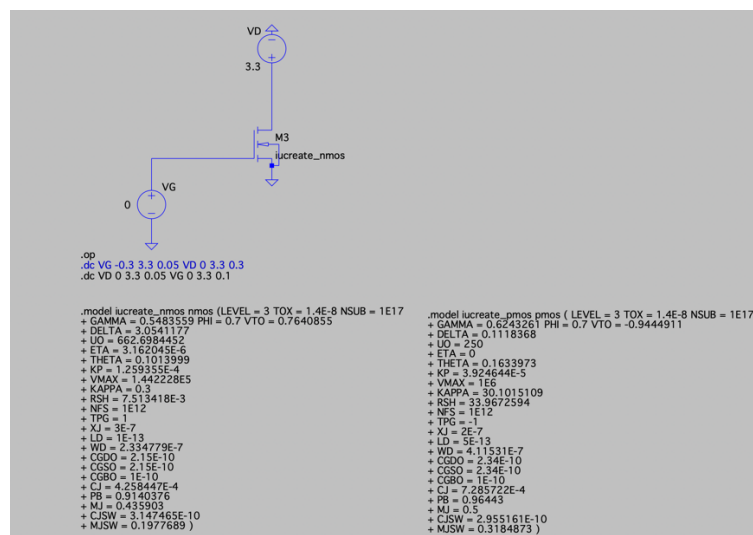 VD
3.3
M3
iucreate_nmos
VG
0
.op
.dc VG -0.3 3.3 0.05 VD 0 3.3 0.3
.dc VD 0 3.3 0.05 VG 0 3.3 0.1
.model iucreate_nmos nmos (LEVEL = 3 TOX = 1.4E-8 NSUB = 1E17
+ GAMMA = 0.5483559 PHI = 0.7 VTO = 0.7640855
+ DELTA = 3.0541177
+ UO = 662.6984452
+ ETA = 3.162045E-6
+ THETA = 0.1013999
+ KP = 1.259355E-4
+ VMAX = 1.442228E5
+ KAPPA = 0.3
+ RSH = 7.513418E-3
+ NFS = 1E12
+ TPG = 1
+ XJ = 3E-7
+ LD = 1E-13
+ WD = 2.334779E-7
+ CGDO = 2.15E-10
+ CGSO = 2.15E-10
+ CGBO = 1E-10
+ CJ = 4.258447E-4
+ PB = 0.9140376
+ MJ = 0.435903
+ CJSW = 3.147465E-10
+ MJSW = 0.1977689 )
.model iucreate_pmos pmos ( LEVEL = 3 TOX = 1.4E-8 NSUB = 1E17
+ GAMMA = 0.6243261 PHI = 0.7 VTO = -0.9444911
+ DELTA = 0.1118368
+ UO = 250
+ ETA = 0
+ THETA = 0.1633973
+ KP = 3.924644E-5
+ VMAX = 1E6
+ KAPPA = 30.1015109
+ RSH = 33.9672594
+ NFS = 1E12
+ TPG = -1
+ XJ = 2E-7
+ LD = 5E-13
+ WD = 4.11531E-7
+ CGDO = 2.34E-10
+ CGSO = 2.34E-10
+ CGBO = 1E-10
+ CJ = 7.285722E-4
+ PB = 0.96443
+ MJ = 0.5
+ CJSW = 2.955161E-10
+ MJSW = 0.3184873 )